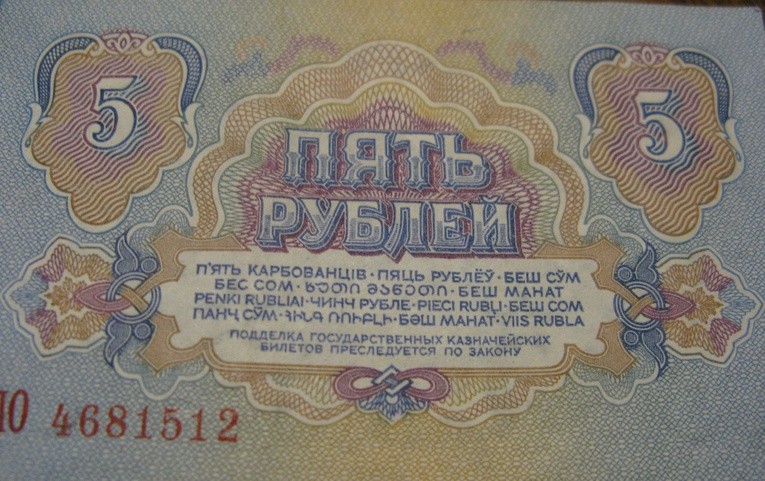 5 5
ПЯТЬ
РУБЛЕЙ
П'ЯТЬ КАРБОВАНЦІВ · ПЯЦЬ РУБЛЁЎ · БЕШ СЎМ
БЕС СОМ · ᲮᲣᲗᲘ ᲛᲐᲜᲔᲗᲘ · БЕШ МАНАТ
PENKI RUBLIAI · ЧИНЧ РУБЛЕ · PIECI RUBĻI · БЕШ СОМ
ПАНҶ СӮМ · ՀԻՆԳ ՌՈՒԲԼԻ · БЭШ МАНАТ · VIIS RUBLA
ПОДДЕЛКА ГОСУДАРСТВЕННЫХ КАЗНАЧЕЙСКИХ
БИЛЕТОВ ПРЕСЛЕДУЕТСЯ ПО ЗАКОНУ
4681512